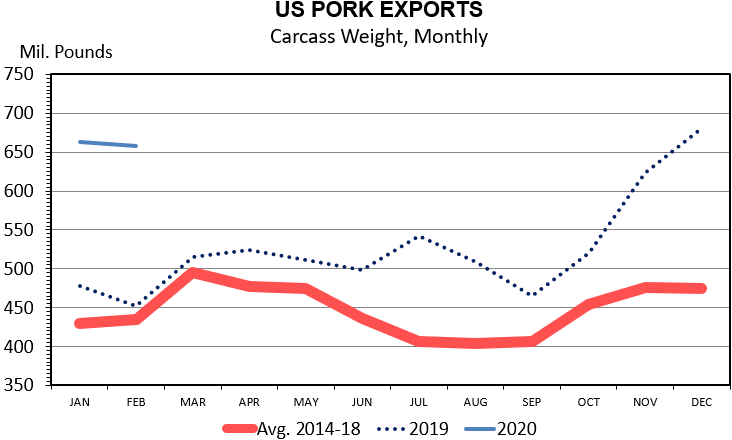 US PORK EXPORTS
Carcass Weight, Monthly
Mil. Pounds
750
700
650
600
550
500
450
400
350
JAN FEB MAR APR MAY JUN JUL AUG SEP OCT NOV DEC
Avg. 2014-18 2019 2020